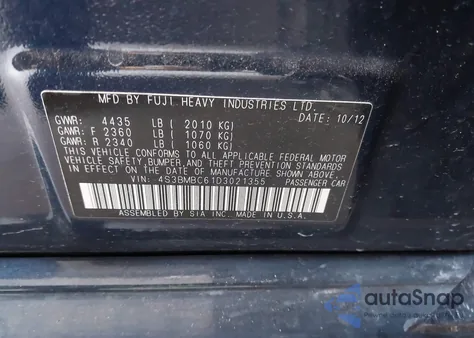 MFD BY FUJI HEAVY INDUSTRIES LTD.
GVWR: 4435 LB ( 2010 KG) DATE: 10/12
GAWR: F 2360 LB ( 1070 KG)
GAWR: R 2340 LB ( 1060 KG)
THIS VEHICLE CONFORMS TO ALL APPLICABLE FEDERAL MOTOR
VEHICLE SAFETY, BUMPER, AND THEFT PREVENTION STANDARDS
IN EFFECT ON THE DATE OF MANUFACTURE SHOWN ABOVE.
VIN: 4S3BMBC61D3021355 PASSENGER CAR
ASSEMBLED BY SIA INC. IN U.S.A.
autoSnap